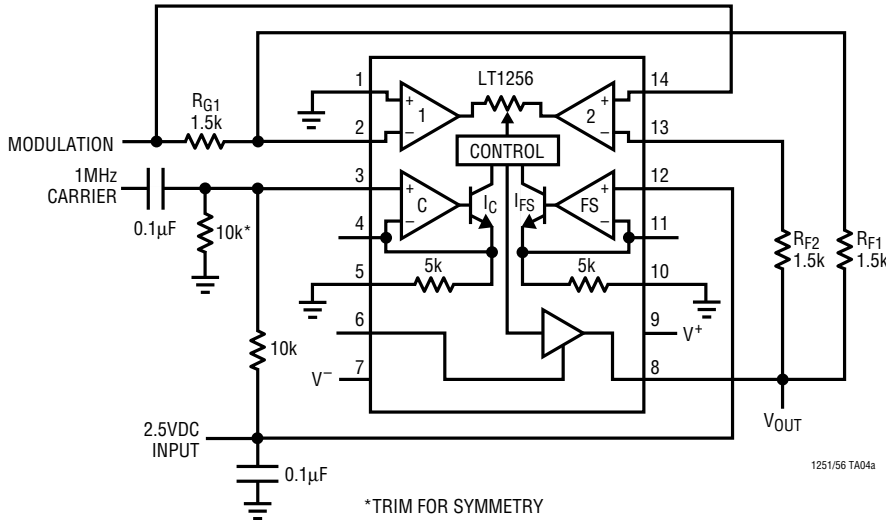 LT1256
1
14
+
+
RG1
1.5k
1
2
2
−
−
13
MODULATION
CONTROL
1MHz
CARRIER
3
+
+
12
C
IC
IFS
FS
0.1µF
10k*
4
−
−
11
RF2
1.5k
RF1
1.5k
5
5k
5k
10
6
9
V+
10k
V−
7
8
2.5VDC
INPUT
VOUT
0.1µF
1251/56 TA04a
*TRIM FOR SYMMETRY